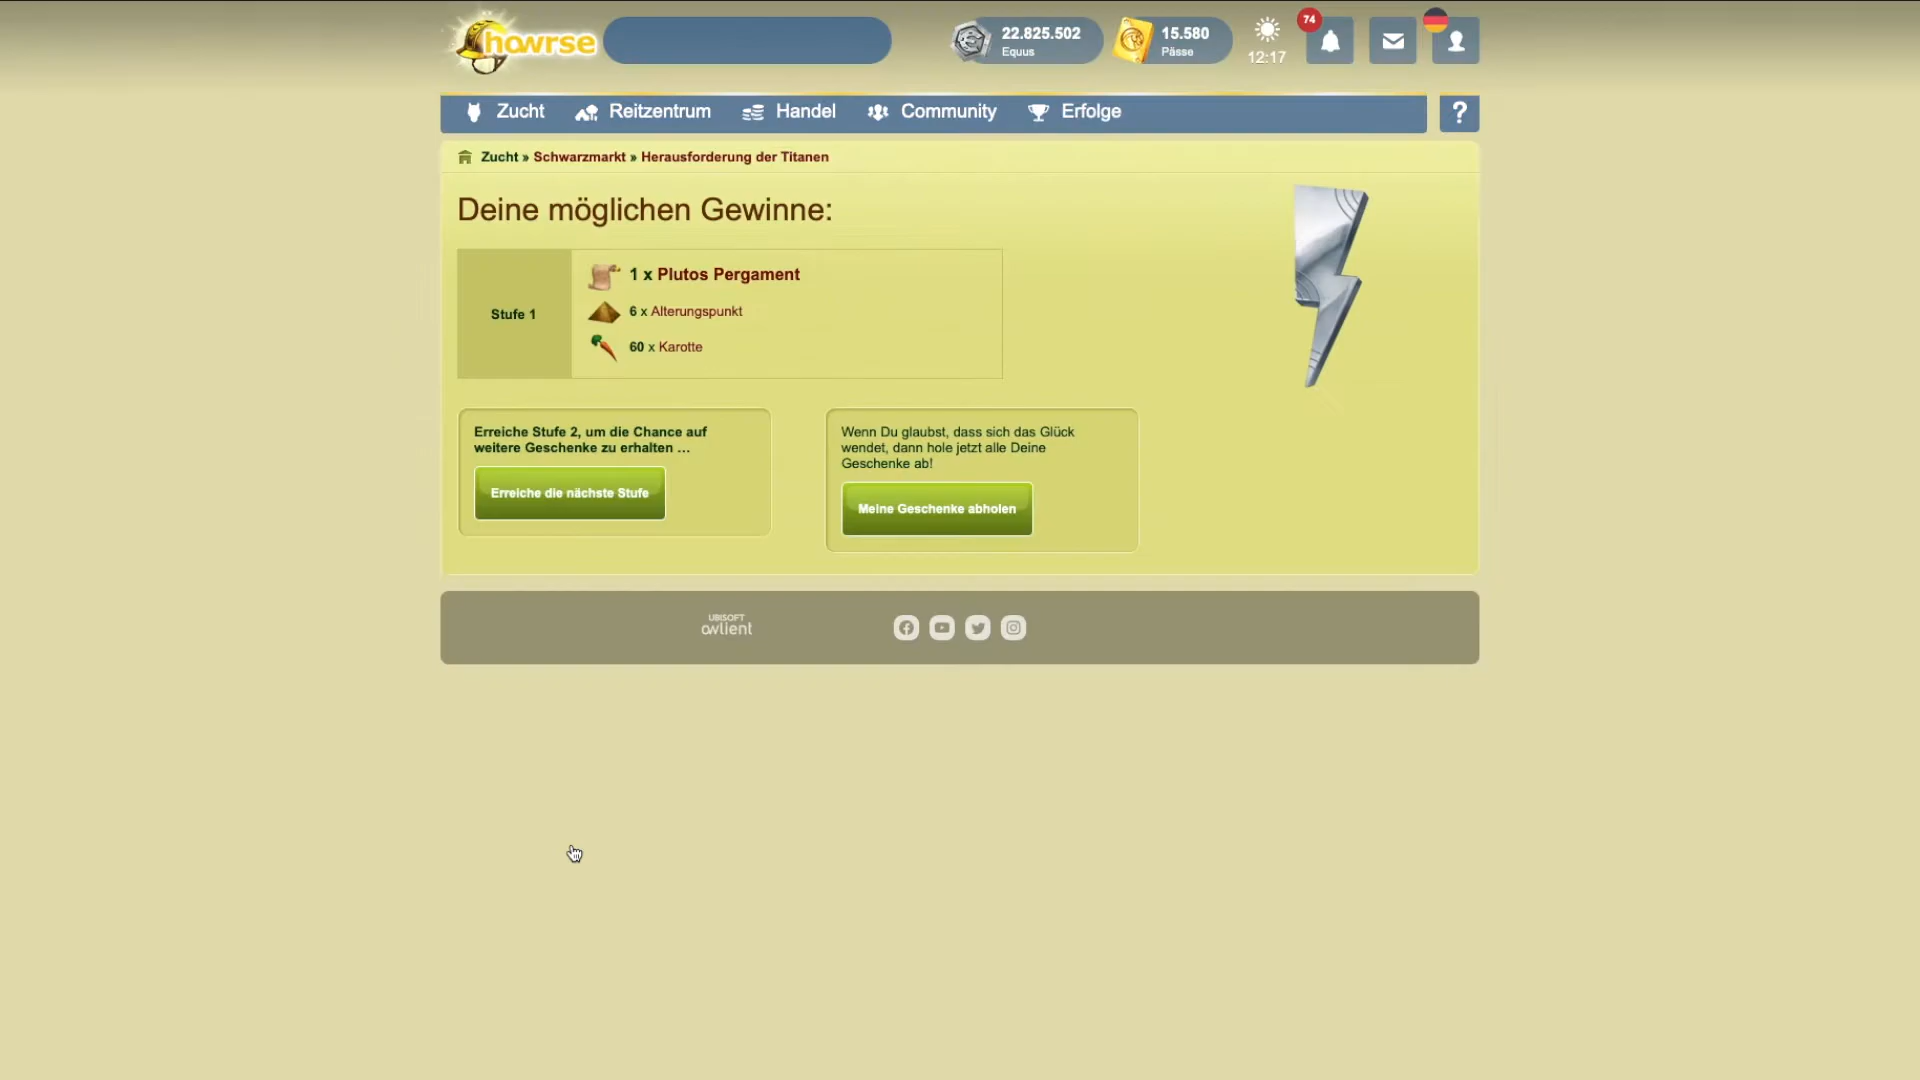 howrse
22.825.502
Equus
15.580
Pässe
12:17
74
Zucht
Reitzentrum
Handel
Community
Erfolge
?
Zucht » Schwarzmarkt » Herausforderung der Titanen
Deine möglichen Gewinne:
Stufe 1
1 x Plutos Pergament
6 x Alterungspunkt
60 x Karotte
Erreiche Stufe 2, um die Chance auf
weitere Geschenke zu erhalten ...
Erreiche die nächste Stufe
Wenn Du glaubst, dass sich das Glück
wendet, dann hole jetzt alle Deine
Geschenke ab!
Meine Geschenke abholen
UBISOFT
owlient